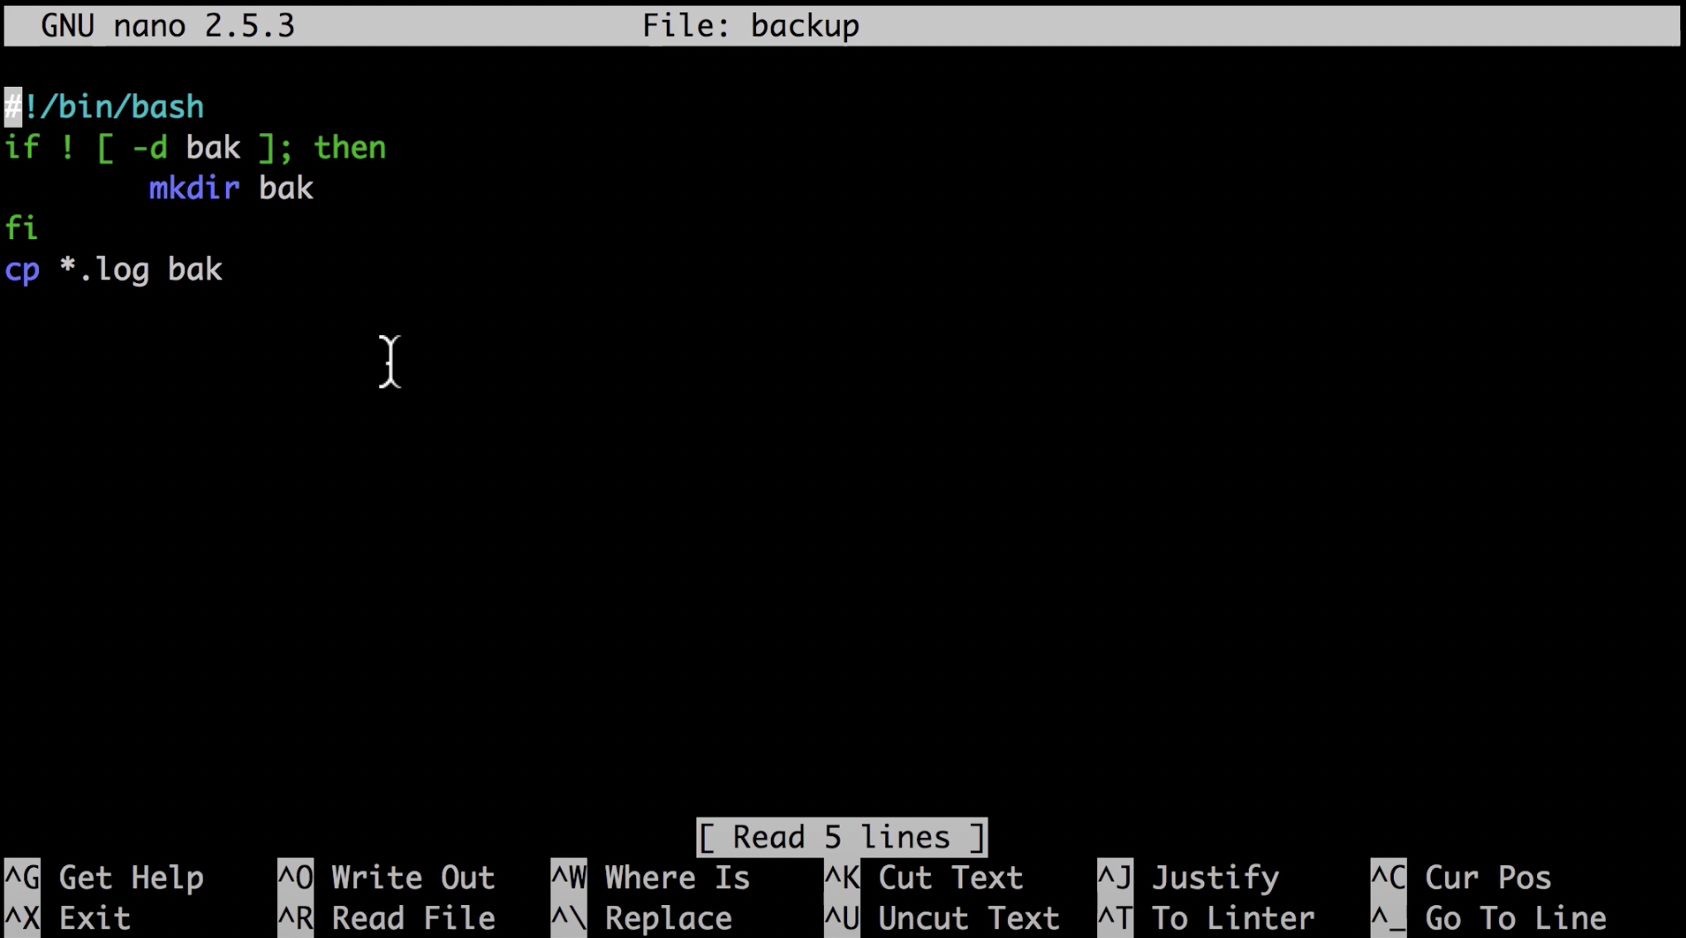 GNU nano 2.5.3 File: backup
#!/bin/bash
if ! [ -d bak ]; then
mkdir bak
fi
cp *.log bak
[ Read 5 lines ]
^G Get Help ^O Write Out ^W Where Is ^K Cut Text ^J Justify ^C Cur Pos
^X Exit ^R Read File ^\ Replace ^U Uncut Text ^T To Linter ^_ Go To Line